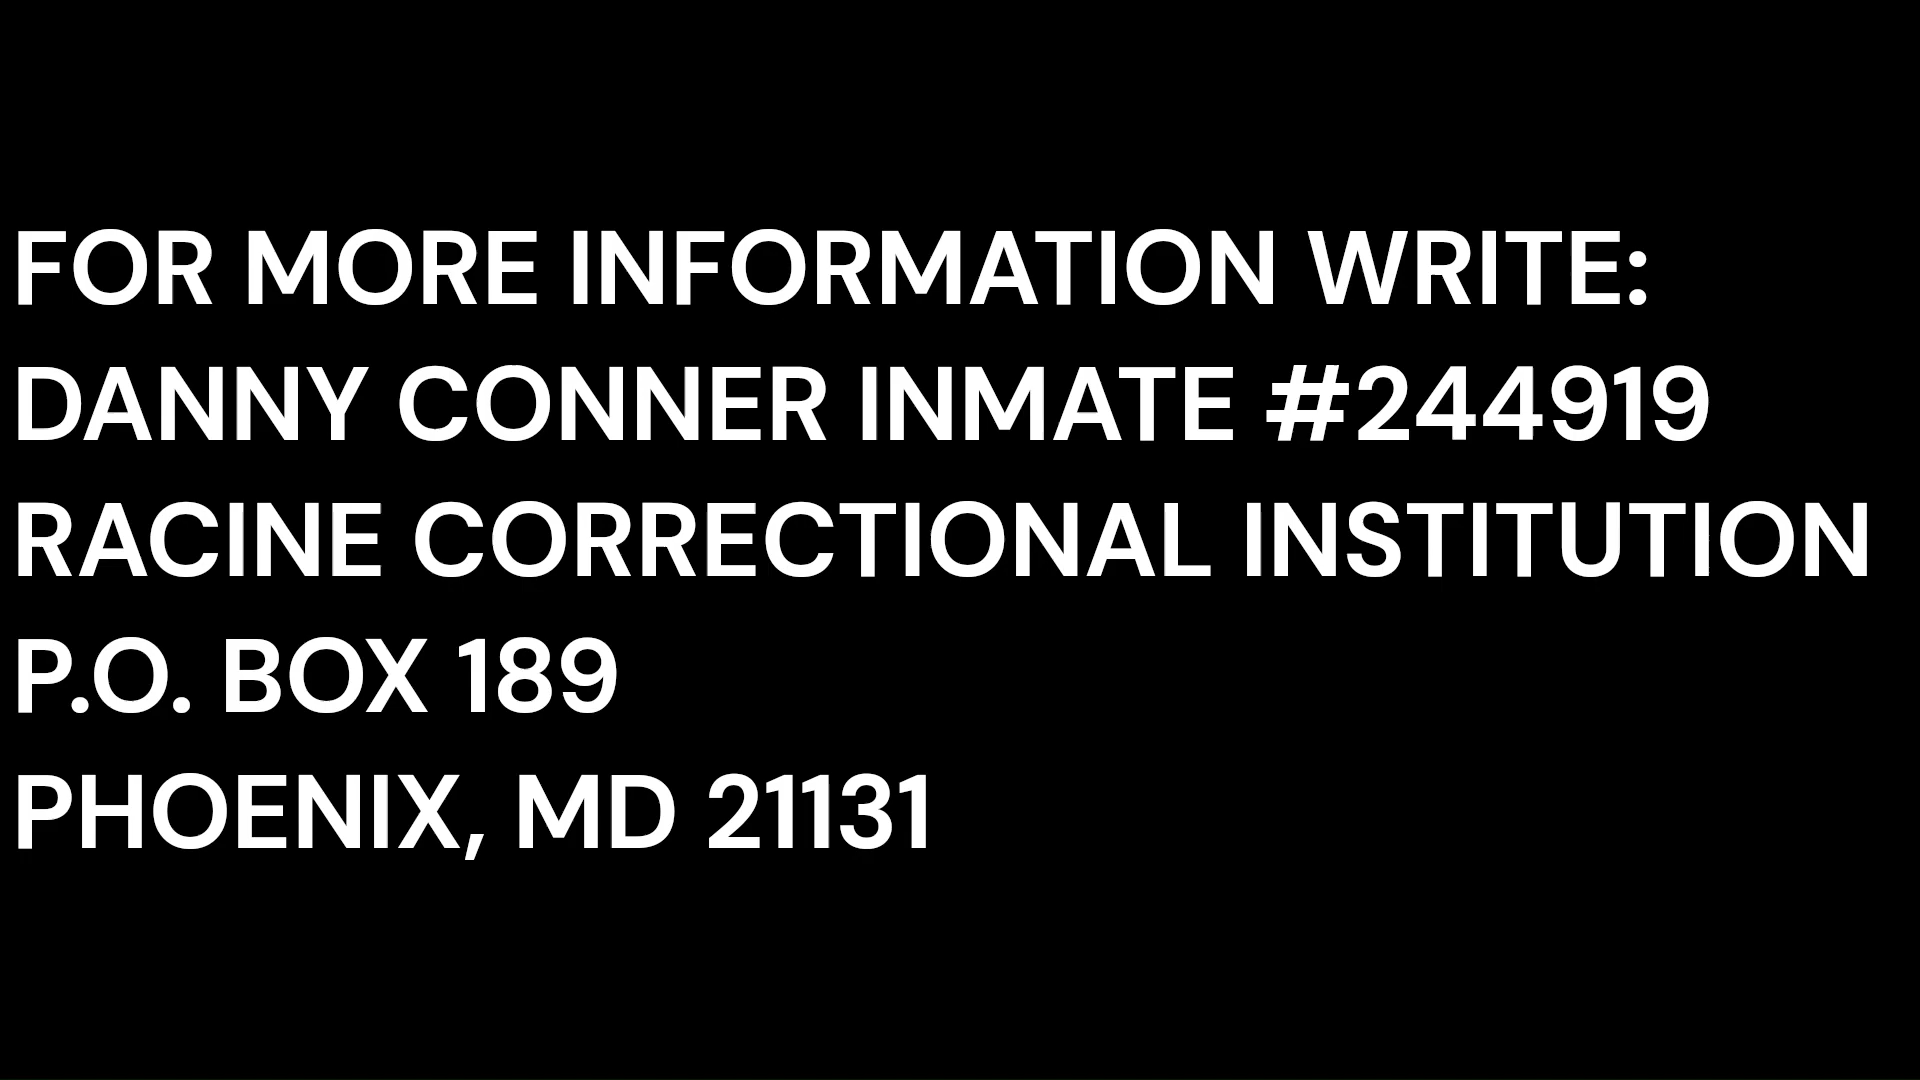 FOR MORE INFORMATION WRITE:
DANNY CONNER INMATE #244919
RACINE CORRECTIONAL INSTITUTION
P.O. BOX 189
PHOENIX, MD 21131